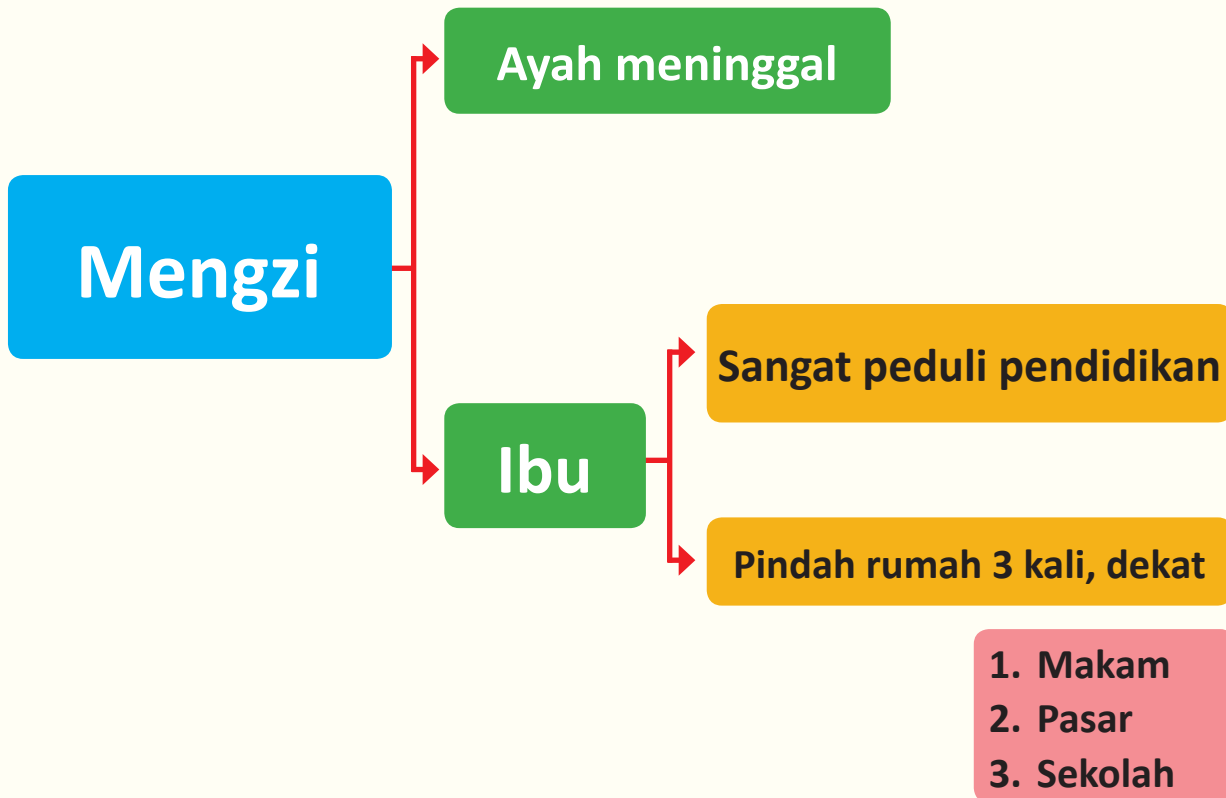 Ayah meninggal
Mengzi
Sangat peduli pendidikan
Ibu
Pindah rumah 3 kali, dekat
1. Makam
2. Pasar
3. Sekolah